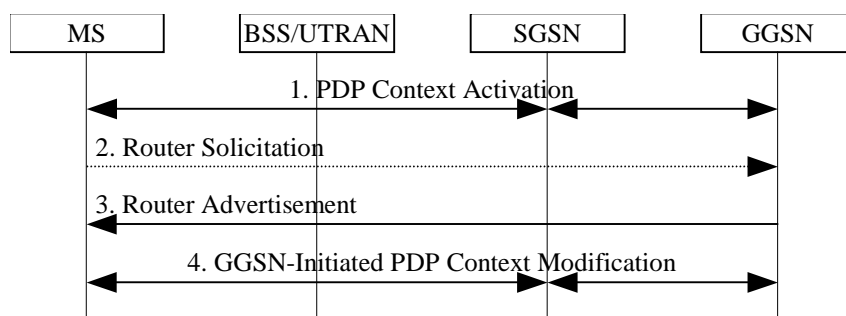 MS
BSS/UTRAN
SGSN
GGSN
1. PDP Context Activation
2. Router Solicitation
3. Router Advertisement
4. GGSN-Initiated PDP Context Modification